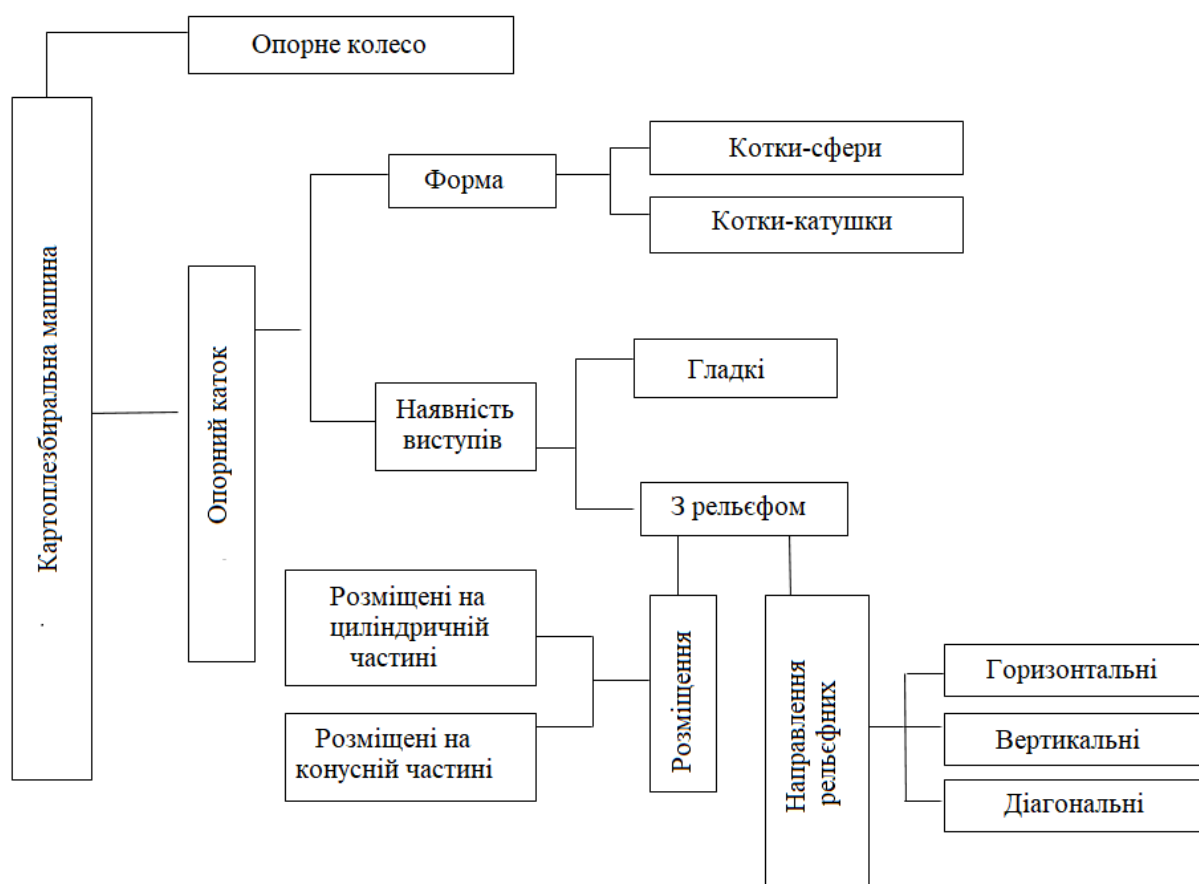 Опорне колесо
Картоплезбиральна машина
Опорний каток
Форма
Котки-сфери
Котки-катушки
Наявність
виступів
Гладкі
З рельєфом
Розміщені на
циліндричній
частині
Розміщені на
конусній частині
Розміщення
Направлення
рельєфних
Горизонтальні
Вертикальні
Діагональні